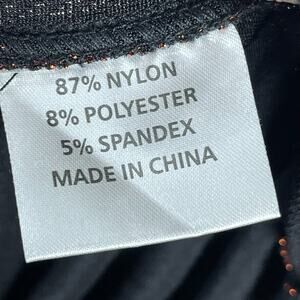 87% NYLON
8% POLYESTER
5% SPANDEX
MADE IN CHINA